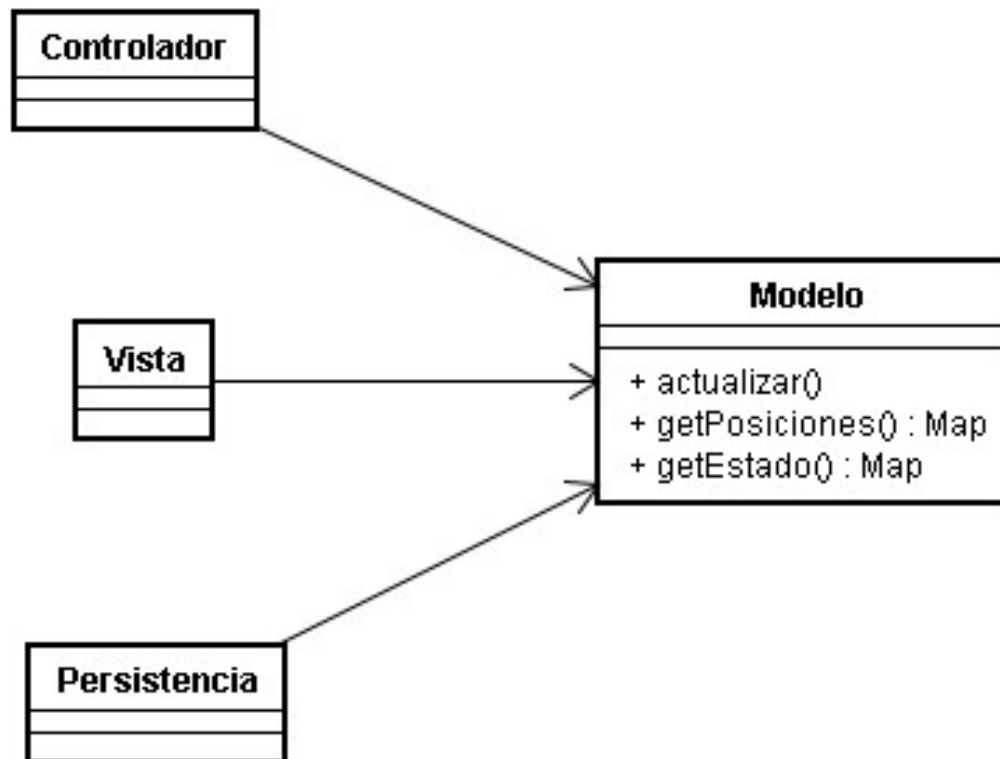 Controlador
Modelo
+ actualizar()
+ getPosiciones() : Map
+ getEstado() : Map
Vista
Persistencia